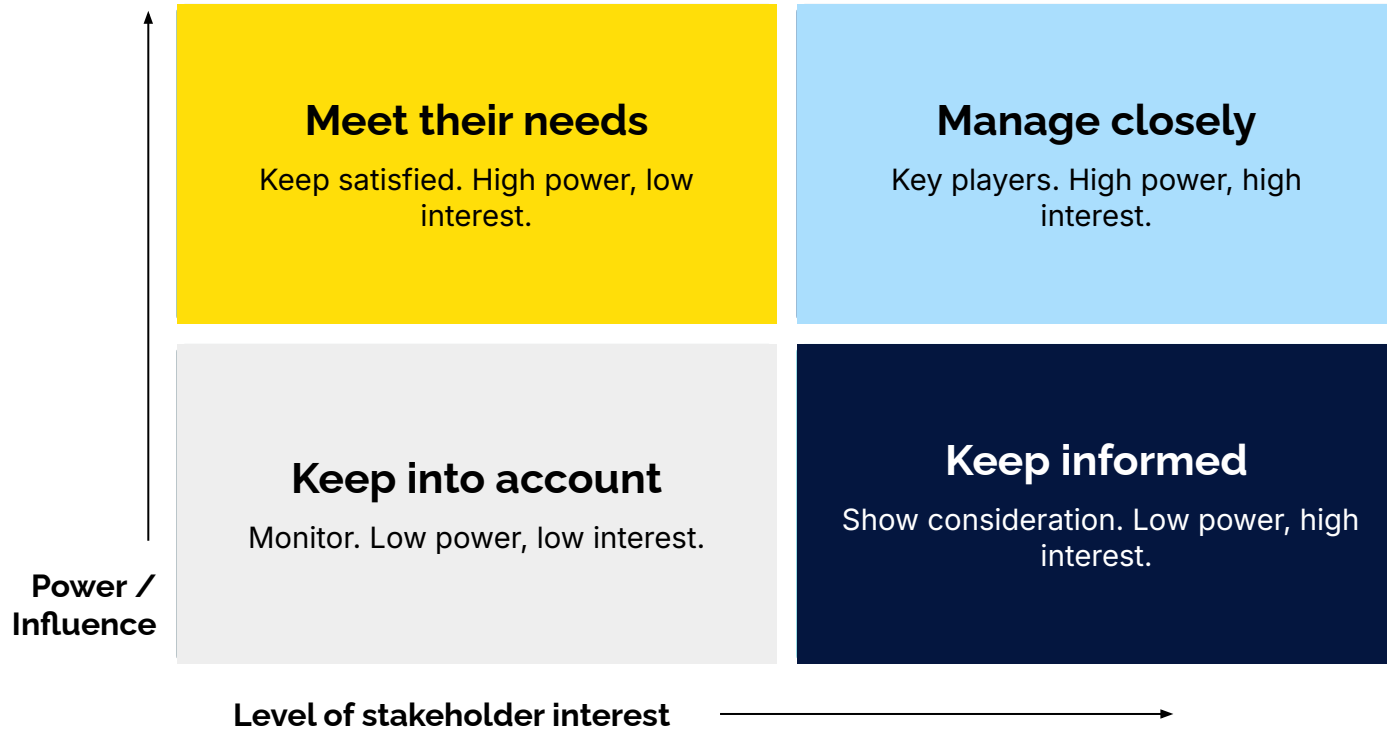 Meet their needs
Keep satisfied. High power, low
interest.
Manage closely
Key players. High power, high
interest.
Keep into account
Monitor. Low power, low interest.
Keep informed
Show consideration. Low power, high
interest.
Power /
Influence
Level of stakeholder interest